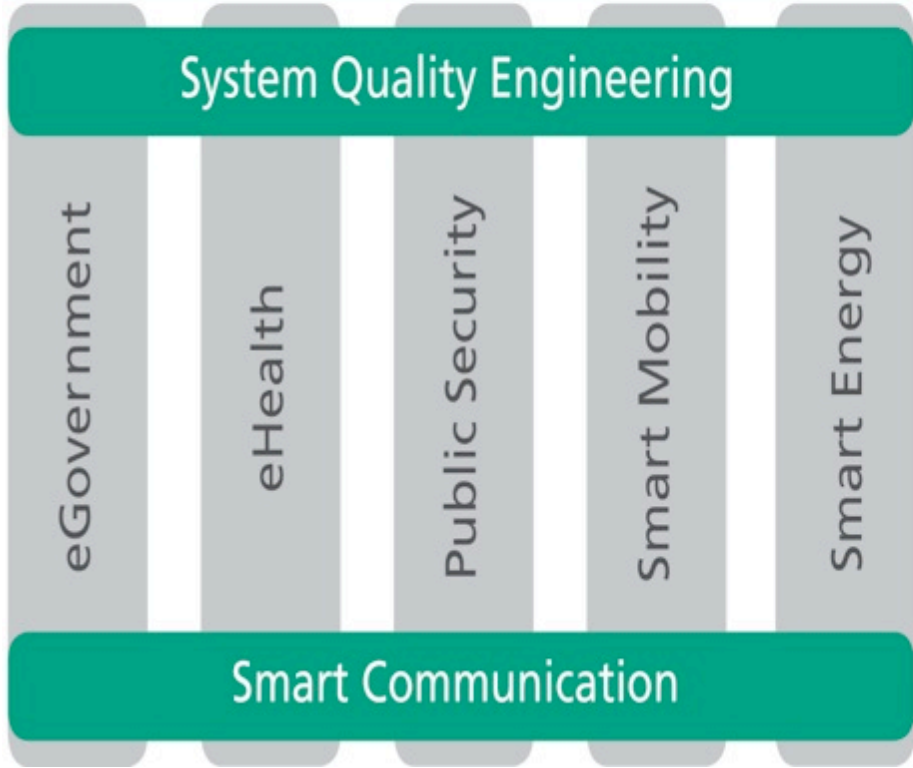 System Quality Engineering
eGovernment
eHealth
Public Security
Smart Mobility
Smart Energy
Smart Communication